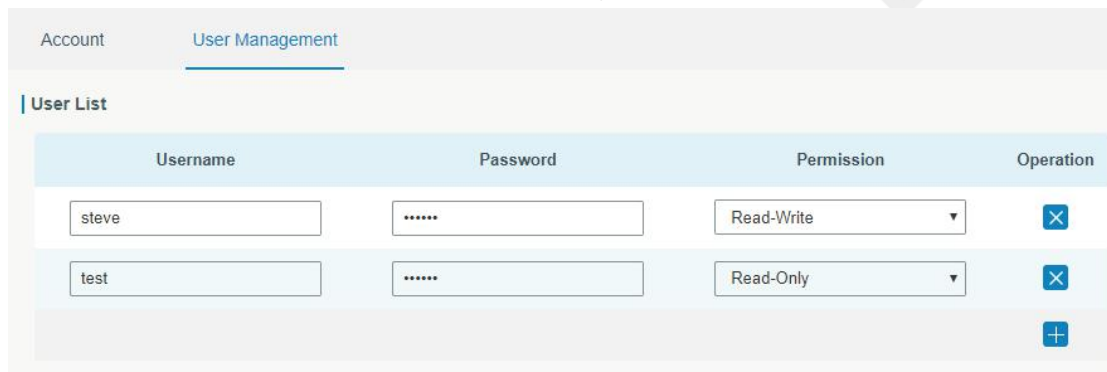 Account User Management
User List
Username Password Permission Operation
steve •••••• Read-Write
test •••••• Read-Only